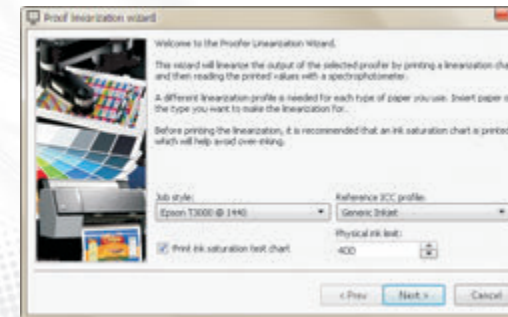 Proof linearization wizard
Welcome to the Proofer Linearization Wizard.
This wizard will linearize the output of the selected proofer by printing a linearization
and then reading the printed values with a spectrophotometer.
A different linearization profile is needed for each type of paper you use. Insert paper
the type you want to make the linearization for.
Before printing the linearization, it is recommended that an ink saturation chart is printed
which will help avoid over-inking.
Job style:
Reference ICC profile:
Epson T3000 @ 1440
Generic Inkjet
Physical ink limit:
Print ink saturation test chart
400
< Prev
Next >
Cancel